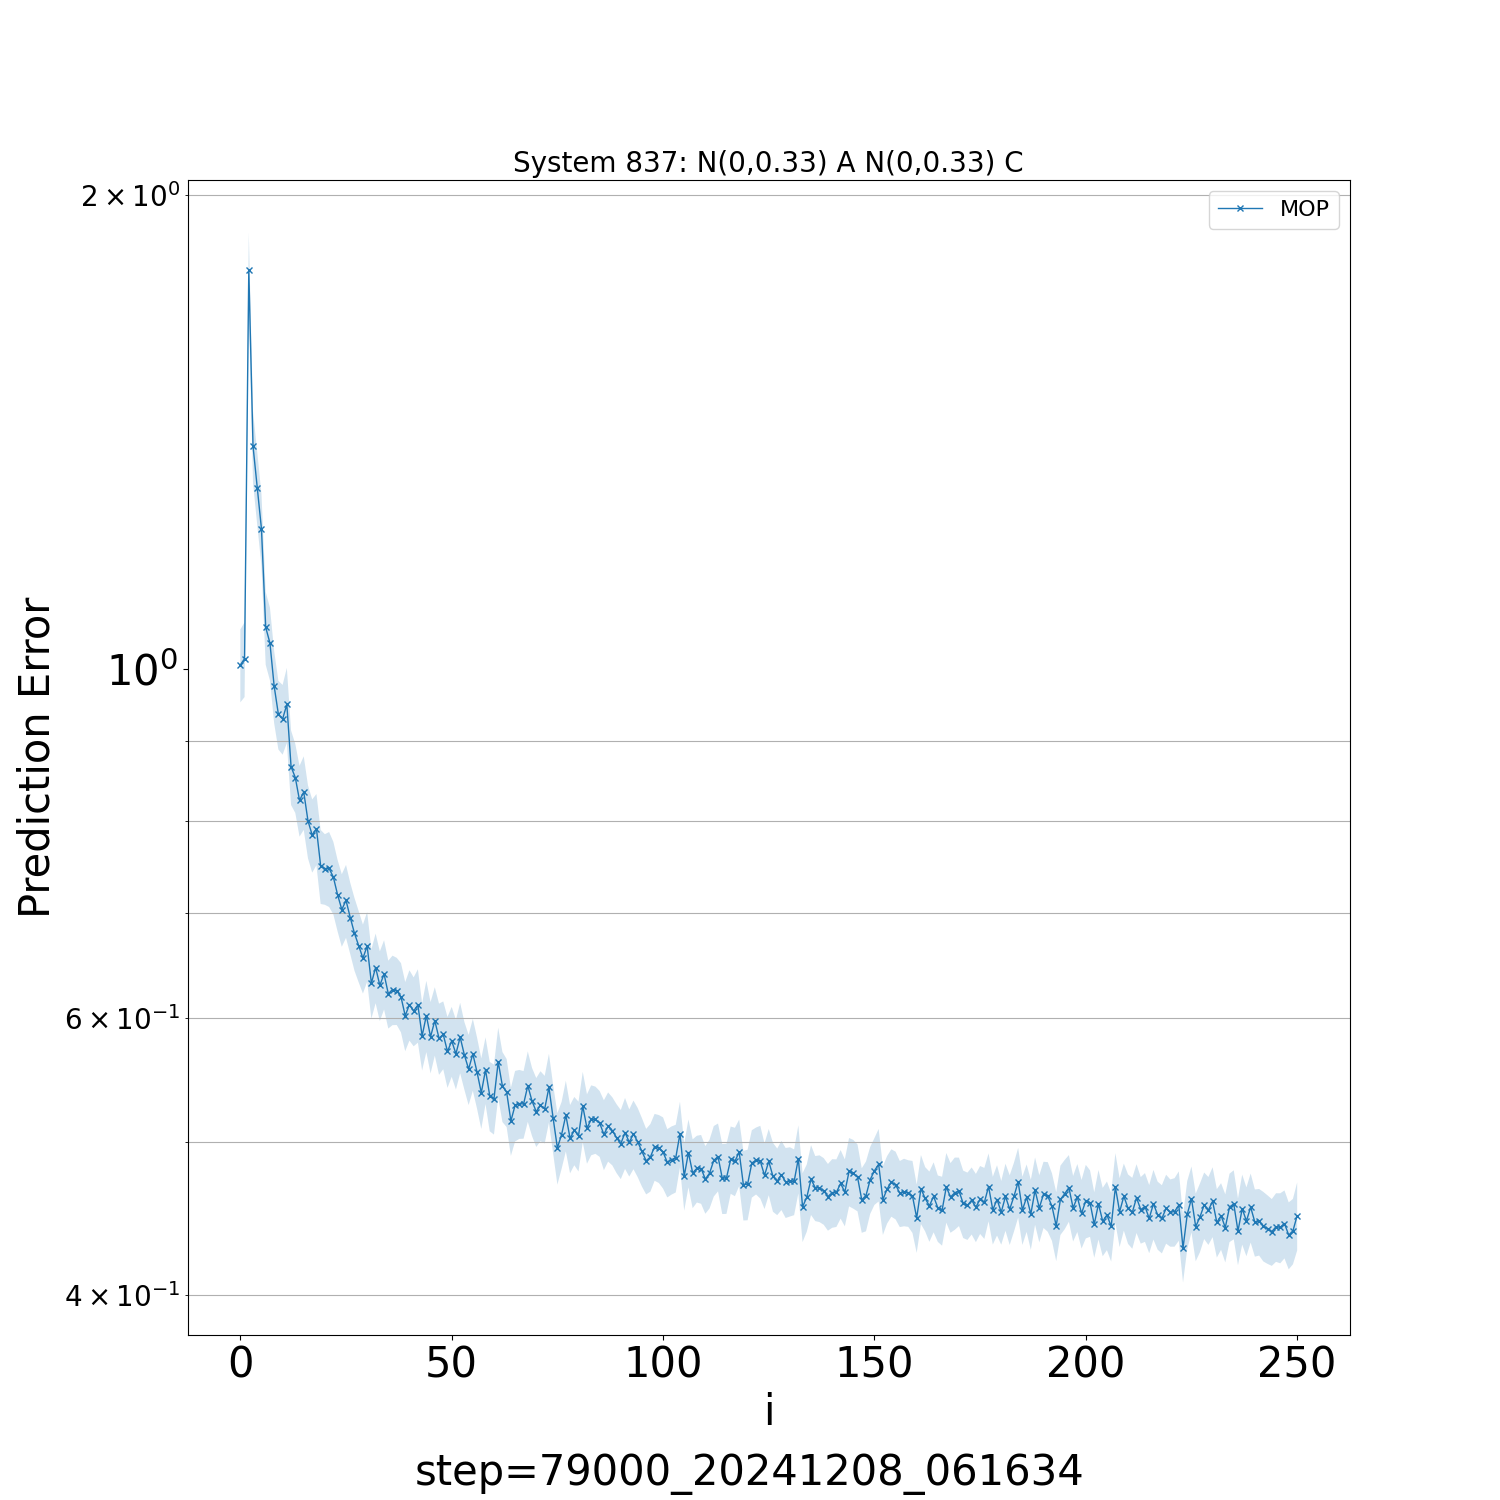 System 837: N(0,0.33) A N(0,0.33) C
MOP
2 × 10⁰
10⁰
6 × 10⁻¹
4 × 10⁻¹
Prediction Error
0 50 100 150 200 250
i
step=79000_20241208_061634